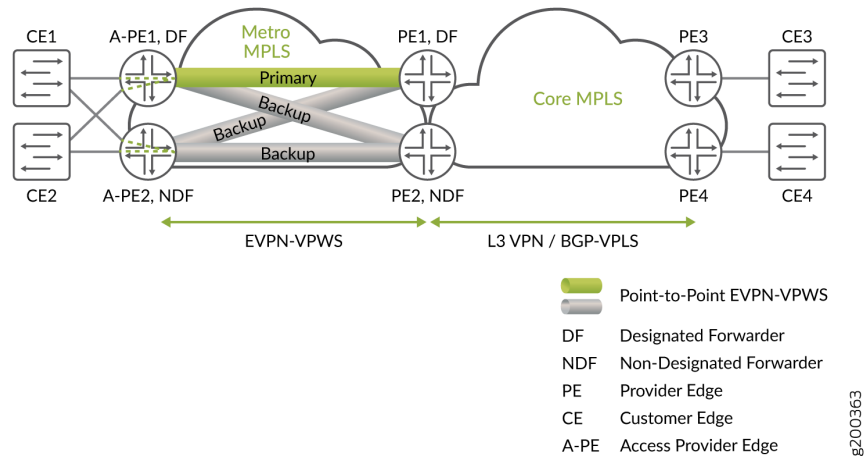 CE1
A-PE1, DF
Metro
MPLS
PE1, DF
PE3
CE3
Primary
Backup
Backup
Backup
Core MPLS
CE2
A-PE2, NDF
PE2, NDF
PE4
CE4
EVPN-VPWS
L3 VPN / BGP-VPLS
Point-to-Point EVPN-VPWS
DF Designated Forwarder
NDF Non-Designated Forwarder
PE Provider Edge
CE Customer Edge
A-PE Access Provider Edge
g200363